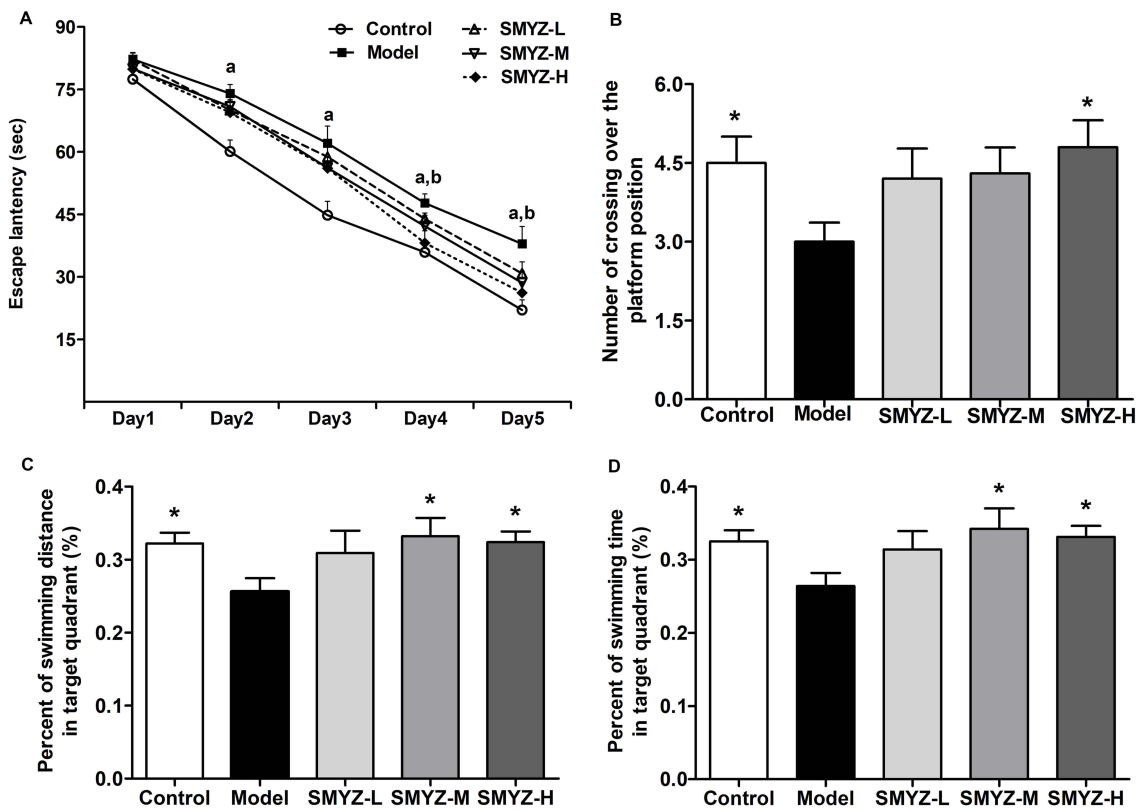 A
90
75
60
45
30
15
Escape lantency (sec)
Control
Model
SMYZ-L
SMYZ-M
SMYZ-H
a
a
a,b
a,b
Day1 Day2 Day3 Day4 Day5
B
6.0
4.5
3.0
1.5
0.0
Number of crossing over the
platform position
* *
Control Model SMYZ-L SMYZ-M SMYZ-H
C
0.4
0.3
0.2
0.1
0.0
Percent of swimming distance
in target quadrant (%)
* * *
Control Model SMYZ-L SMYZ-M SMYZ-H
D
0.4
0.3
0.2
0.1
0.0
Percent of swimming time
in target quadrant (%)
* * *
Control Model SMYZ-L SMYZ-M SMYZ-H